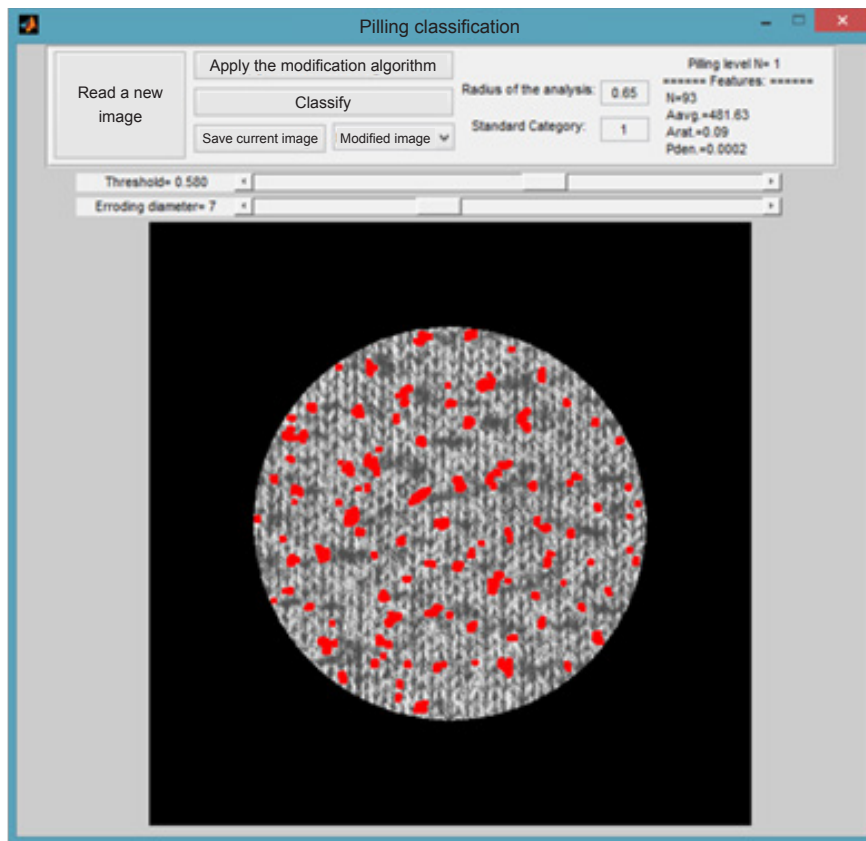 Pilling classification
Read a new
image
Apply the modification algorithm
Classify
Save current image
Modified image
Radius of the analysis:
0.65
Standard Category:
1
Pilling level N= 1
====== Features: ======
N=93
Aavg.=481.63
Arat.=0.09
Pden.=0.0002
Threshold= 0.580
Erroding diameter= 7